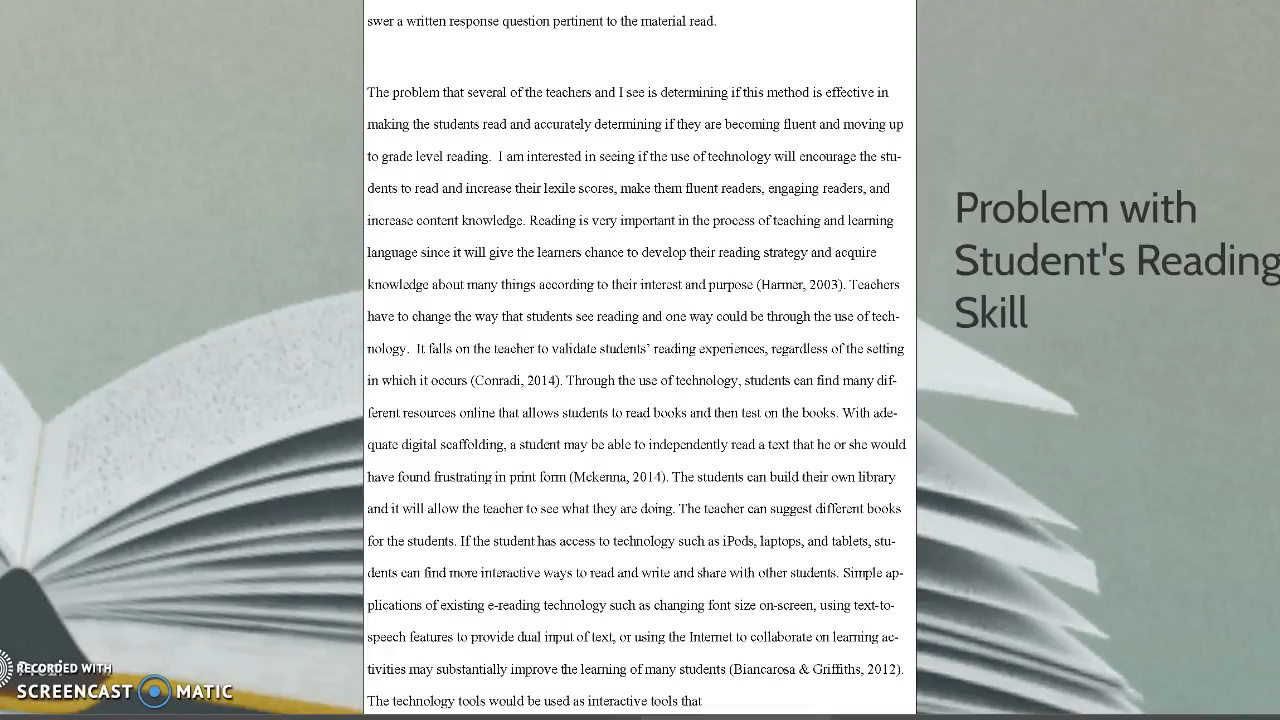 swer a written response question pertinent to the material read.
The problem that several of the teachers and I see is determining if this method is effective in
making the students read and accurately determining if they are becoming fluent and moving up
to grade level reading.  I am interested in seeing if the use of technology will encourage the stu-
dents to read and increase their lexile scores, make them fluent readers, engaging readers, and
increase content knowledge. Reading is very important in the process of teaching and learning
language since it will give the learners chance to develop their reading strategy and acquire
knowledge about many things according to their interest and purpose (Harmer, 2003). Teachers
have to change the way that students see reading and one way could be through the use of tech-
nology.  It falls on the teacher to validate students’ reading experiences, regardless of the setting
in which it occurs (Conradi, 2014). Through the use of technology, students can find many dif-
ferent resources online that allows students to read books and then test on the books. With ade-
quate digital scaffolding, a student may be able to independently read a text that he or she would
have found frustrating in print form (Mckenna, 2014). The students can build their own library
and it will allow the teacher to see what they are doing. The teacher can suggest different books
for the students. If the student has access to technology such as iPods, laptops, and tablets, stu-
dents can find more interactive ways to read and write and share with other students. Simple ap-
plications of existing e-reading technology such as changing font size on-screen, using text-to-
speech features to provide dual input of text, or using the Internet to collaborate on learning ac-
tivities may substantially improve the learning of many students (Biancarosa & Griffiths, 2012).
The technology tools would be used as interactive tools that
Problem with
Student's Reading
Skill
RECORDED WITH
SCREENCAST MATIC